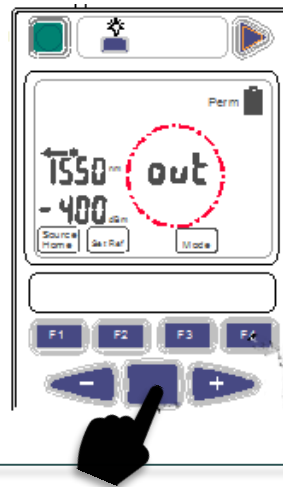 Perm
1550 nm out
- 400 dBm
Source Home Set Ref Mode
F1 F2 F3 F4
- +